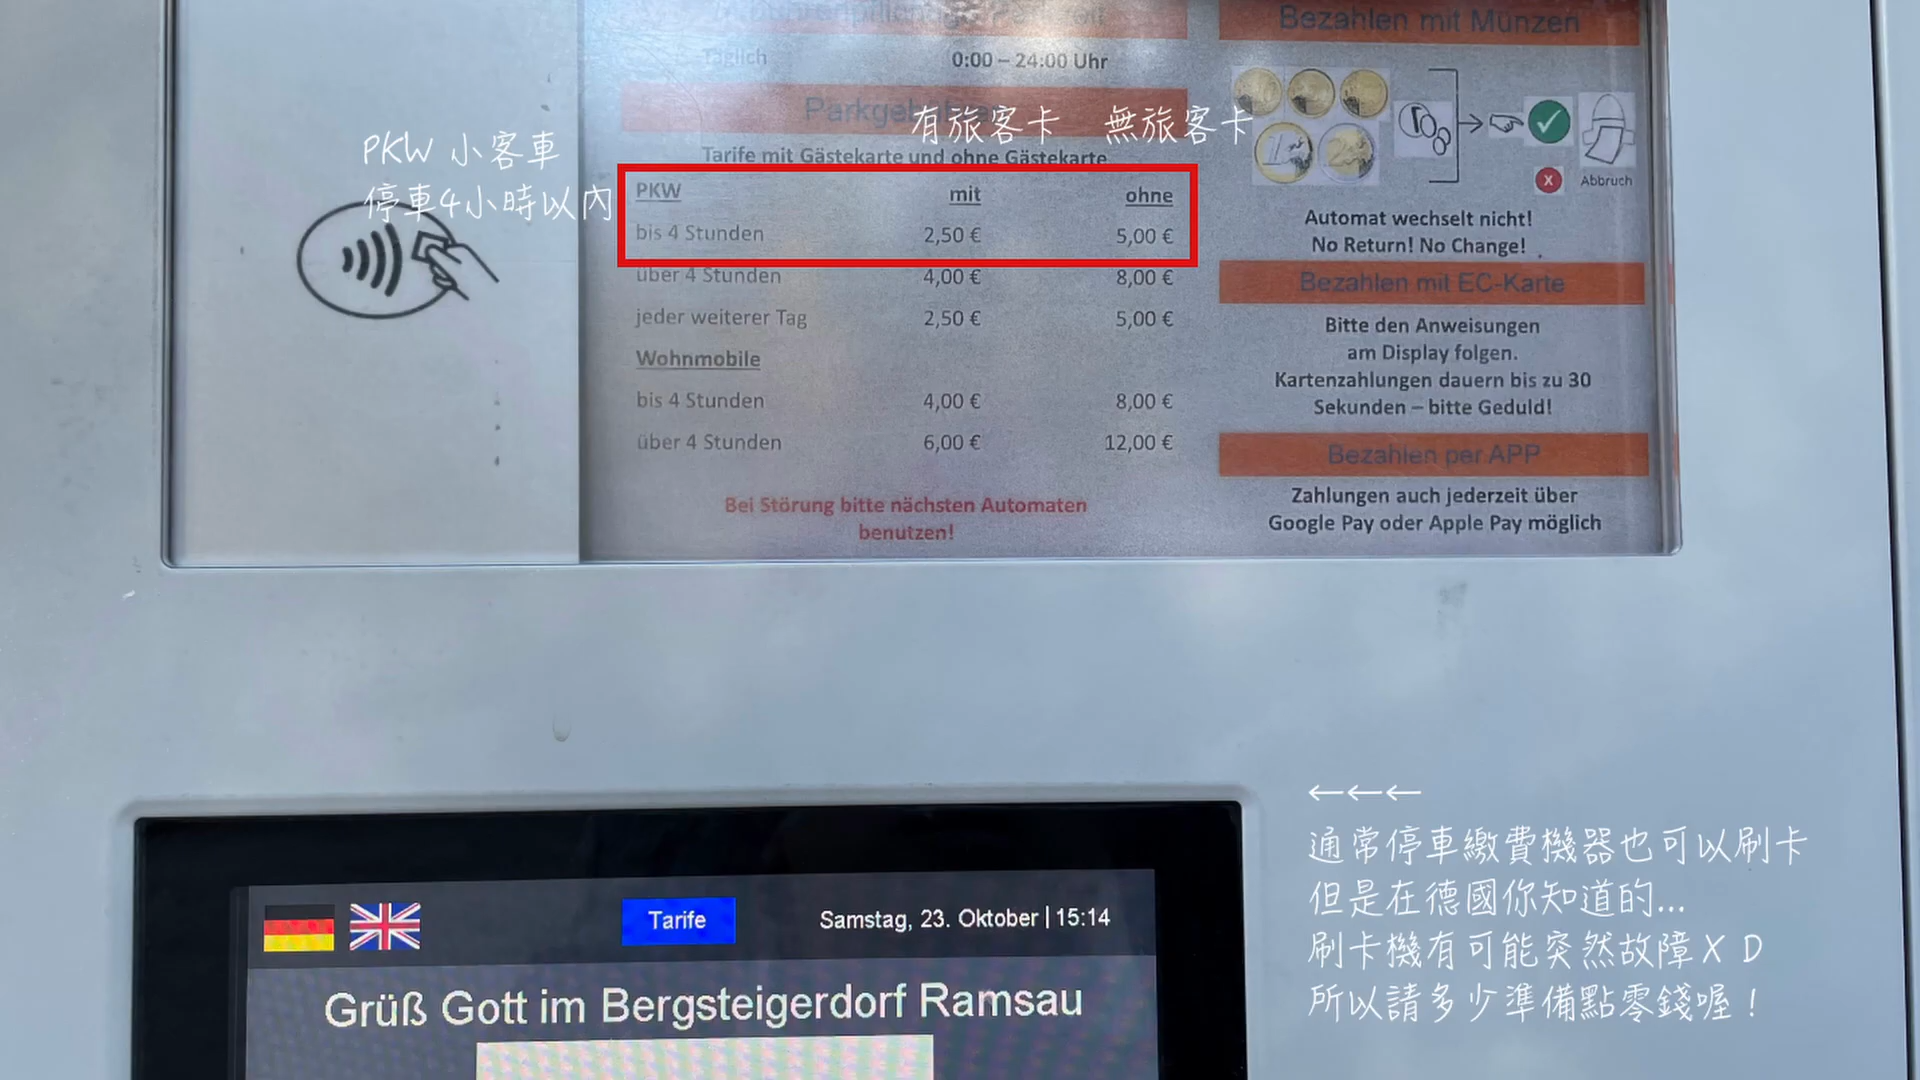 Täglich 0:00 – 24:00 Uhr
有旅客卡 無旅客卡
Tarife mit Gästekarte und ohne Gästekarte
PKW 小客車
停車4小時以內
PKW mit ohne
bis 4 Stunden 2,50 € 5,00 €
über 4 Stunden 4,00 € 8,00 €
jeder weiterer Tag 2,50 € 5,00 €
Wohnmobile
bis 4 Stunden 4,00 € 8,00 €
über 4 Stunden 6,00 € 12,00 €
Bei Störung bitte nächsten Automaten
benutzen!
Bezahlen mit Münzen
Abbruch
Automat wechselt nicht!
No Return! No Change!
Bezahlen mit EC-Karte
Bitte den Anweisungen
am Display folgen.
Kartenzahlungen dauern bis zu 30
Sekunden – bitte Geduld!
Bezahlen per APP
Zahlungen auch jederzeit über
Google Pay oder Apple Pay möglich
←←←
通常停車繳費機器也可以刷卡
但是在德國你知道的...
刷卡機有可能突然故障ＸＤ
所以請多少準備點零錢喔！
Tarife Samstag, 23. Oktober | 15:14
Grüß Gott im Bergsteigerdorf Ramsau